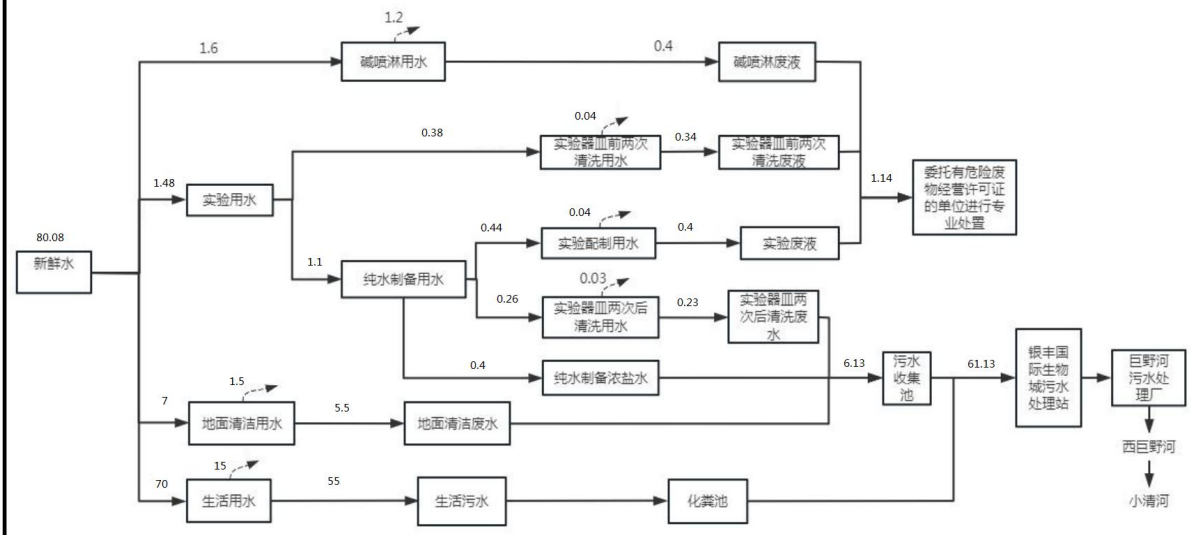 1.2
1.6
碱喷淋用水
0.4
碱喷淋废液
0.38
0.04
实验器皿前两次
清洗用水
0.34
实验器皿前两次
清洗废液
1.14
委托有危险废
物经营许可证
的单位进行专
业处置
1.48
实验用水
0.44
0.04
实验配制用水
0.4
实验废液
80.08
新鲜水
1.1
纯水制备用水
0.26
0.03
实验器皿两次后
清洗用水
0.23
实验器皿两
次后清洗废
水
0.4
纯水制备浓盐水
6.13
污水
收集
池
61.13
银丰国
际生物
城污水
处理站
巨野河
污水处
理厂
西巨野河
小清河
7
1.5
地面清洁用水
5.5
地面清洁废水
70
15
生活用水
55
生活污水
化粪池